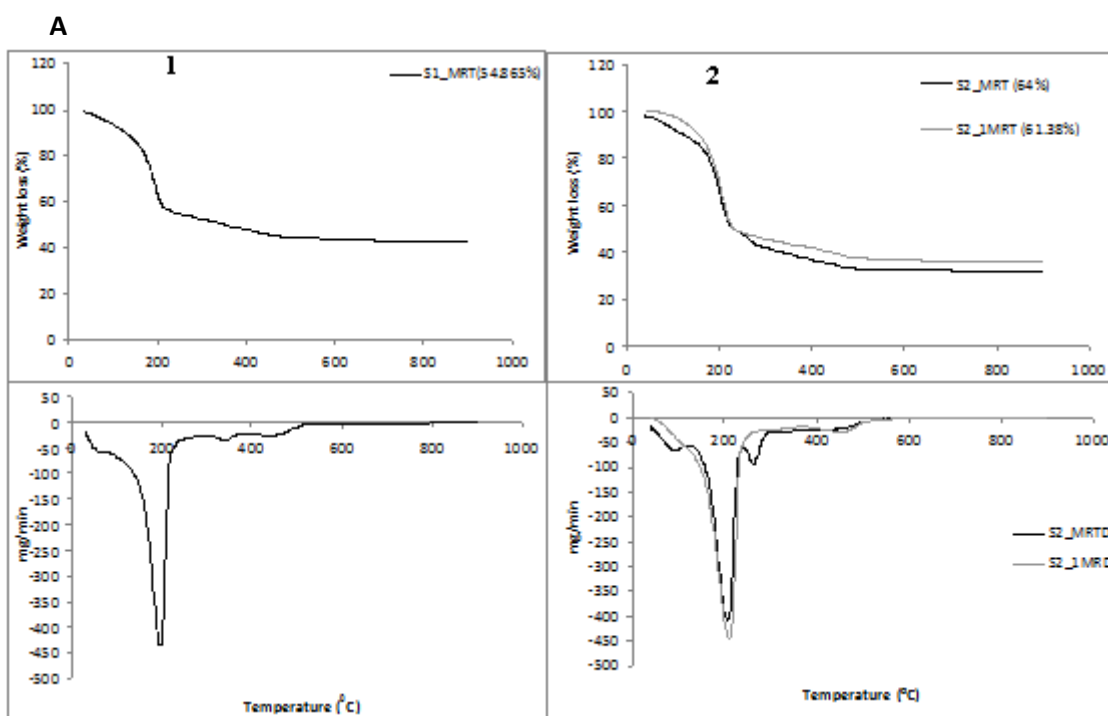 A
1
S1_MRT(54.863%)
120
100
80
60
40
20
0
Weight loss (%)
0 200 400 600 800 1000
2
S2_MRT (64%)
S2_1MRT (61.38%)
120
100
80
60
40
20
0
Weight loss (%)
0 200 400 600 800 1000
50
0
-50
-100
-150
-200
-250
-300
-350
-400
-450
-500
mg/min
0 200 400 600 800 1000
Temperature (⁰C)
50
0
-50
-100
-150
-200
-250
-300
-350
-400
-450
-500
mg/min
0 200 400 600 800 1000
S2_MRTD
S2_1MRD
Temperature (⁰C)